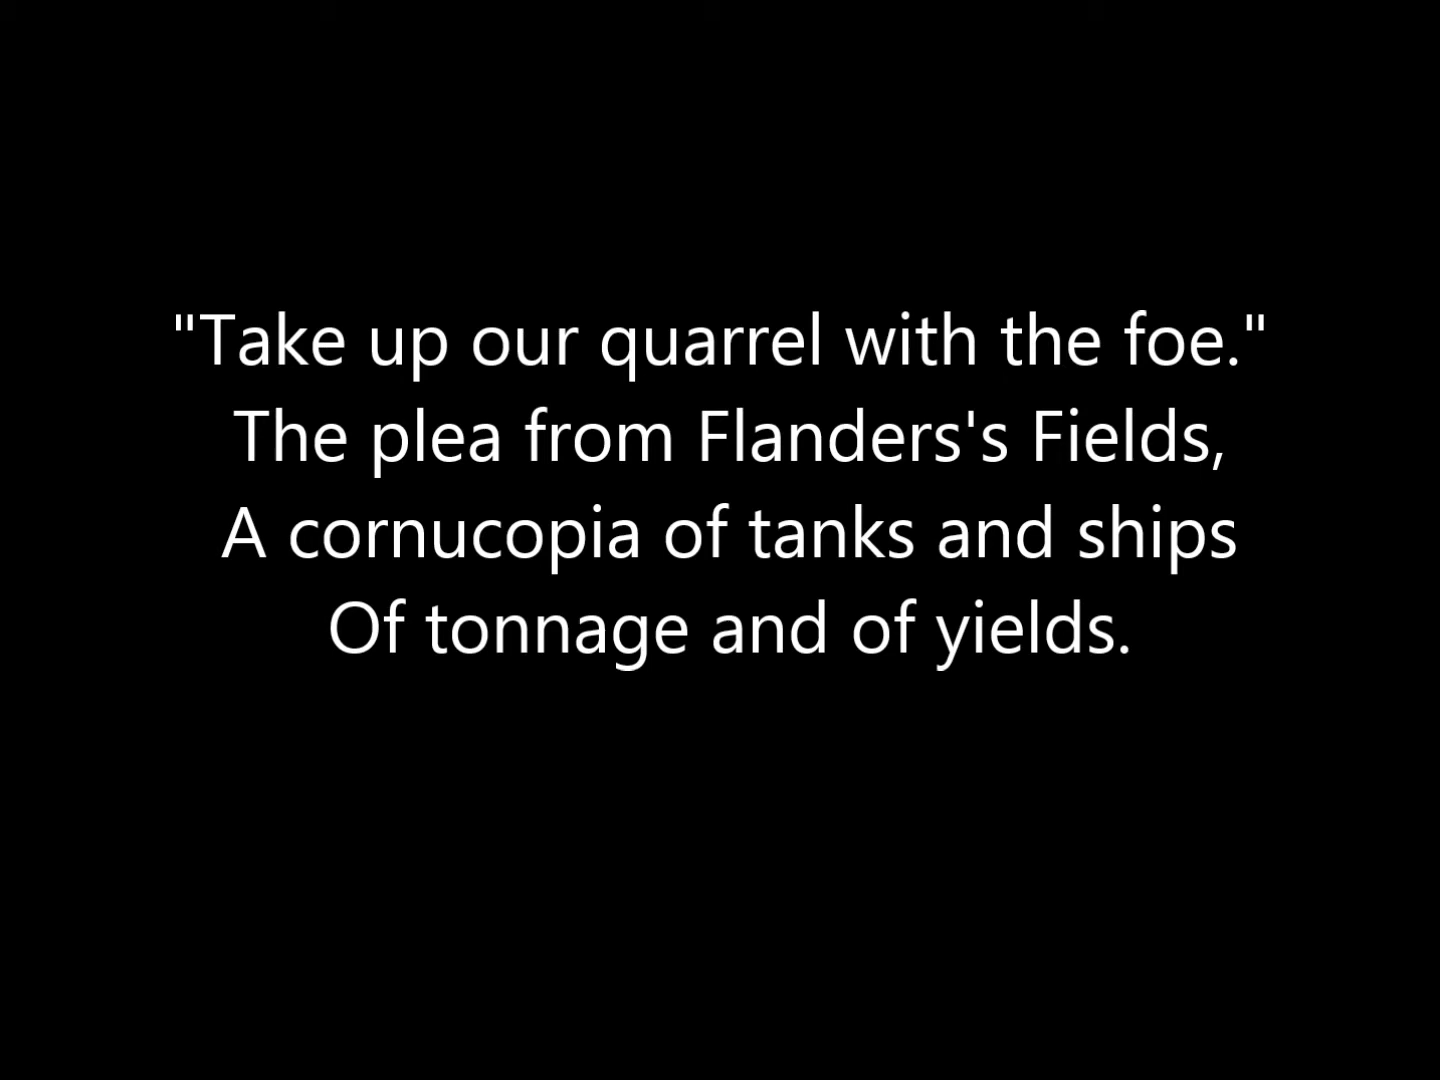 "Take up our quarrel with the foe."
The plea from Flanders's Fields,
A cornucopia of tanks and ships
Of tonnage and of yields.